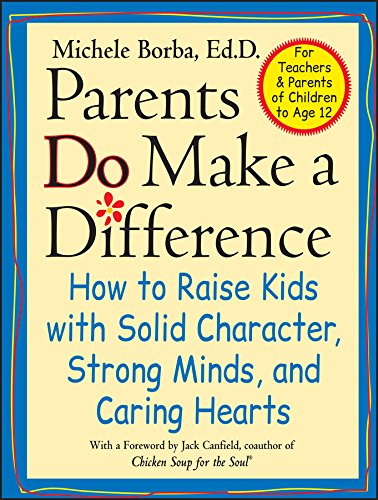 Michele Borba, Ed.D.
For
Teachers
& Parents
of Children
to Age 12
Parents
Do Make a
Difference
How to Raise Kids
with Solid Character,
Strong Minds, and
Caring Hearts
With a Foreword by Jack Canfield, coauthor of
Chicken Soup for the Soul®